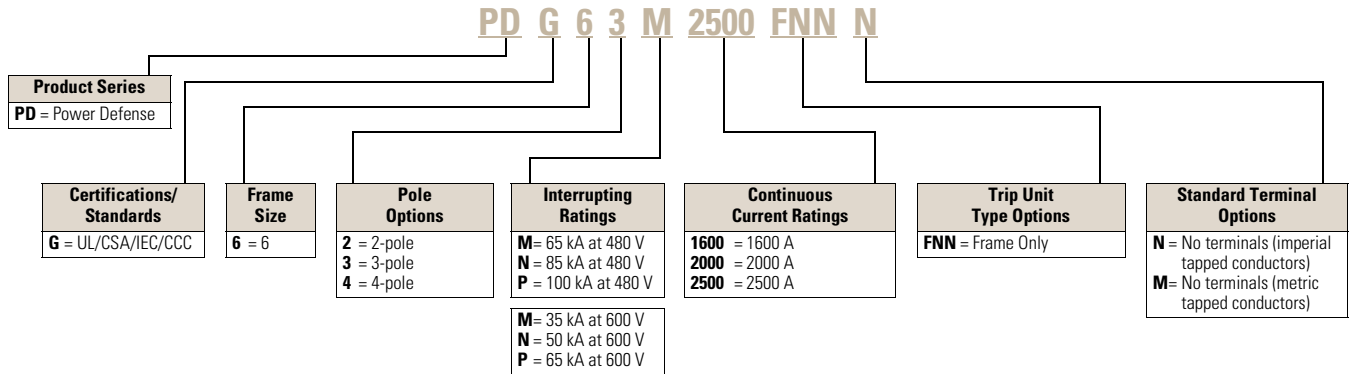 PD G 6 3 M 2500 FNN N
Product Series
PD = Power Defense
Certifications/
Standards
G = UL/CSA/IEC/CCC
Frame
Size
6 = 6
Pole
Options
2 = 2-pole
3 = 3-pole
4 = 4-pole
Interrupting
Ratings
M= 65 kA at 480 V
N = 85 kA at 480 V
P = 100 kA at 480 V
M= 35 kA at 600 V
N = 50 kA at 600 V
P = 65 kA at 600 V
Continuous
Current Ratings
1600 = 1600 A
2000 = 2000 A
2500 = 2500 A
Trip Unit
Type Options
FNN = Frame Only
Standard Terminal
Options
N = No terminals (imperial
tapped conductors)
M= No terminals (metric
tapped conductors)